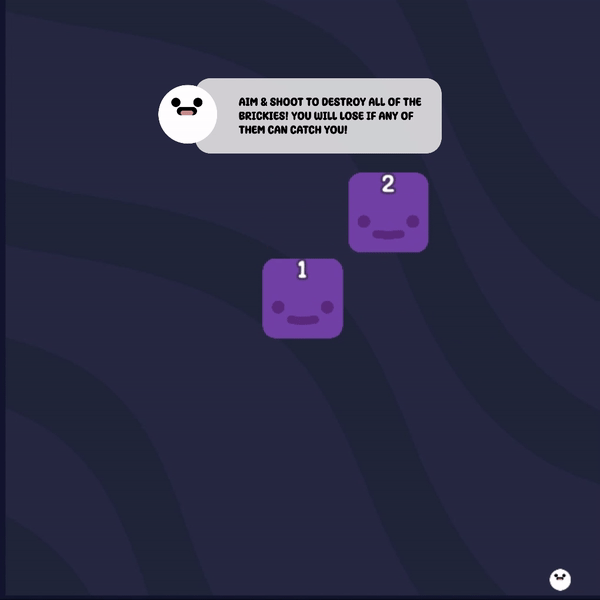 AIM & SHOOT TO DESTROY ALL OF THE
BRICKIES! YOU WILL LOSE IF ANY OF
THEM CAN CATCH YOU!
2
1